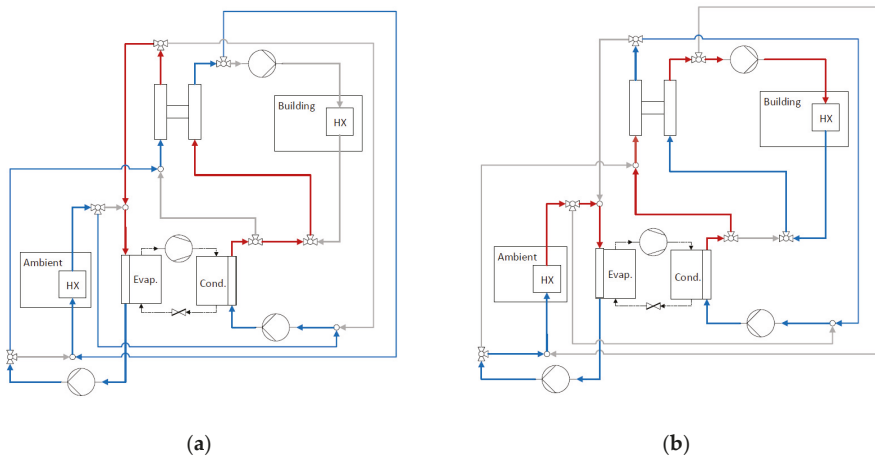 Building
HX
Ambient
HX
Evap.
Cond.
(a)
Building
HX
Ambient
HX
Evap.
Cond.
(b)